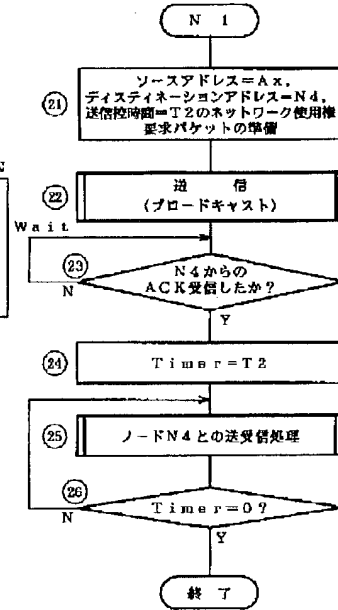 N 1
㉑
ソースアドレス=Ax,
ディスティネーションアドレス=N4,
送信控時間=T2のネットワーク使用権
要求パケットの準備
㉒
送 信
(ブロードキャスト)
N
Wait
㉓
N4からの
ACK受信したか?
N
Y
㉔
Timer=T2
㉕
ノードN4との送受信処理
㉖
Timer=0?
N
Y
終 了